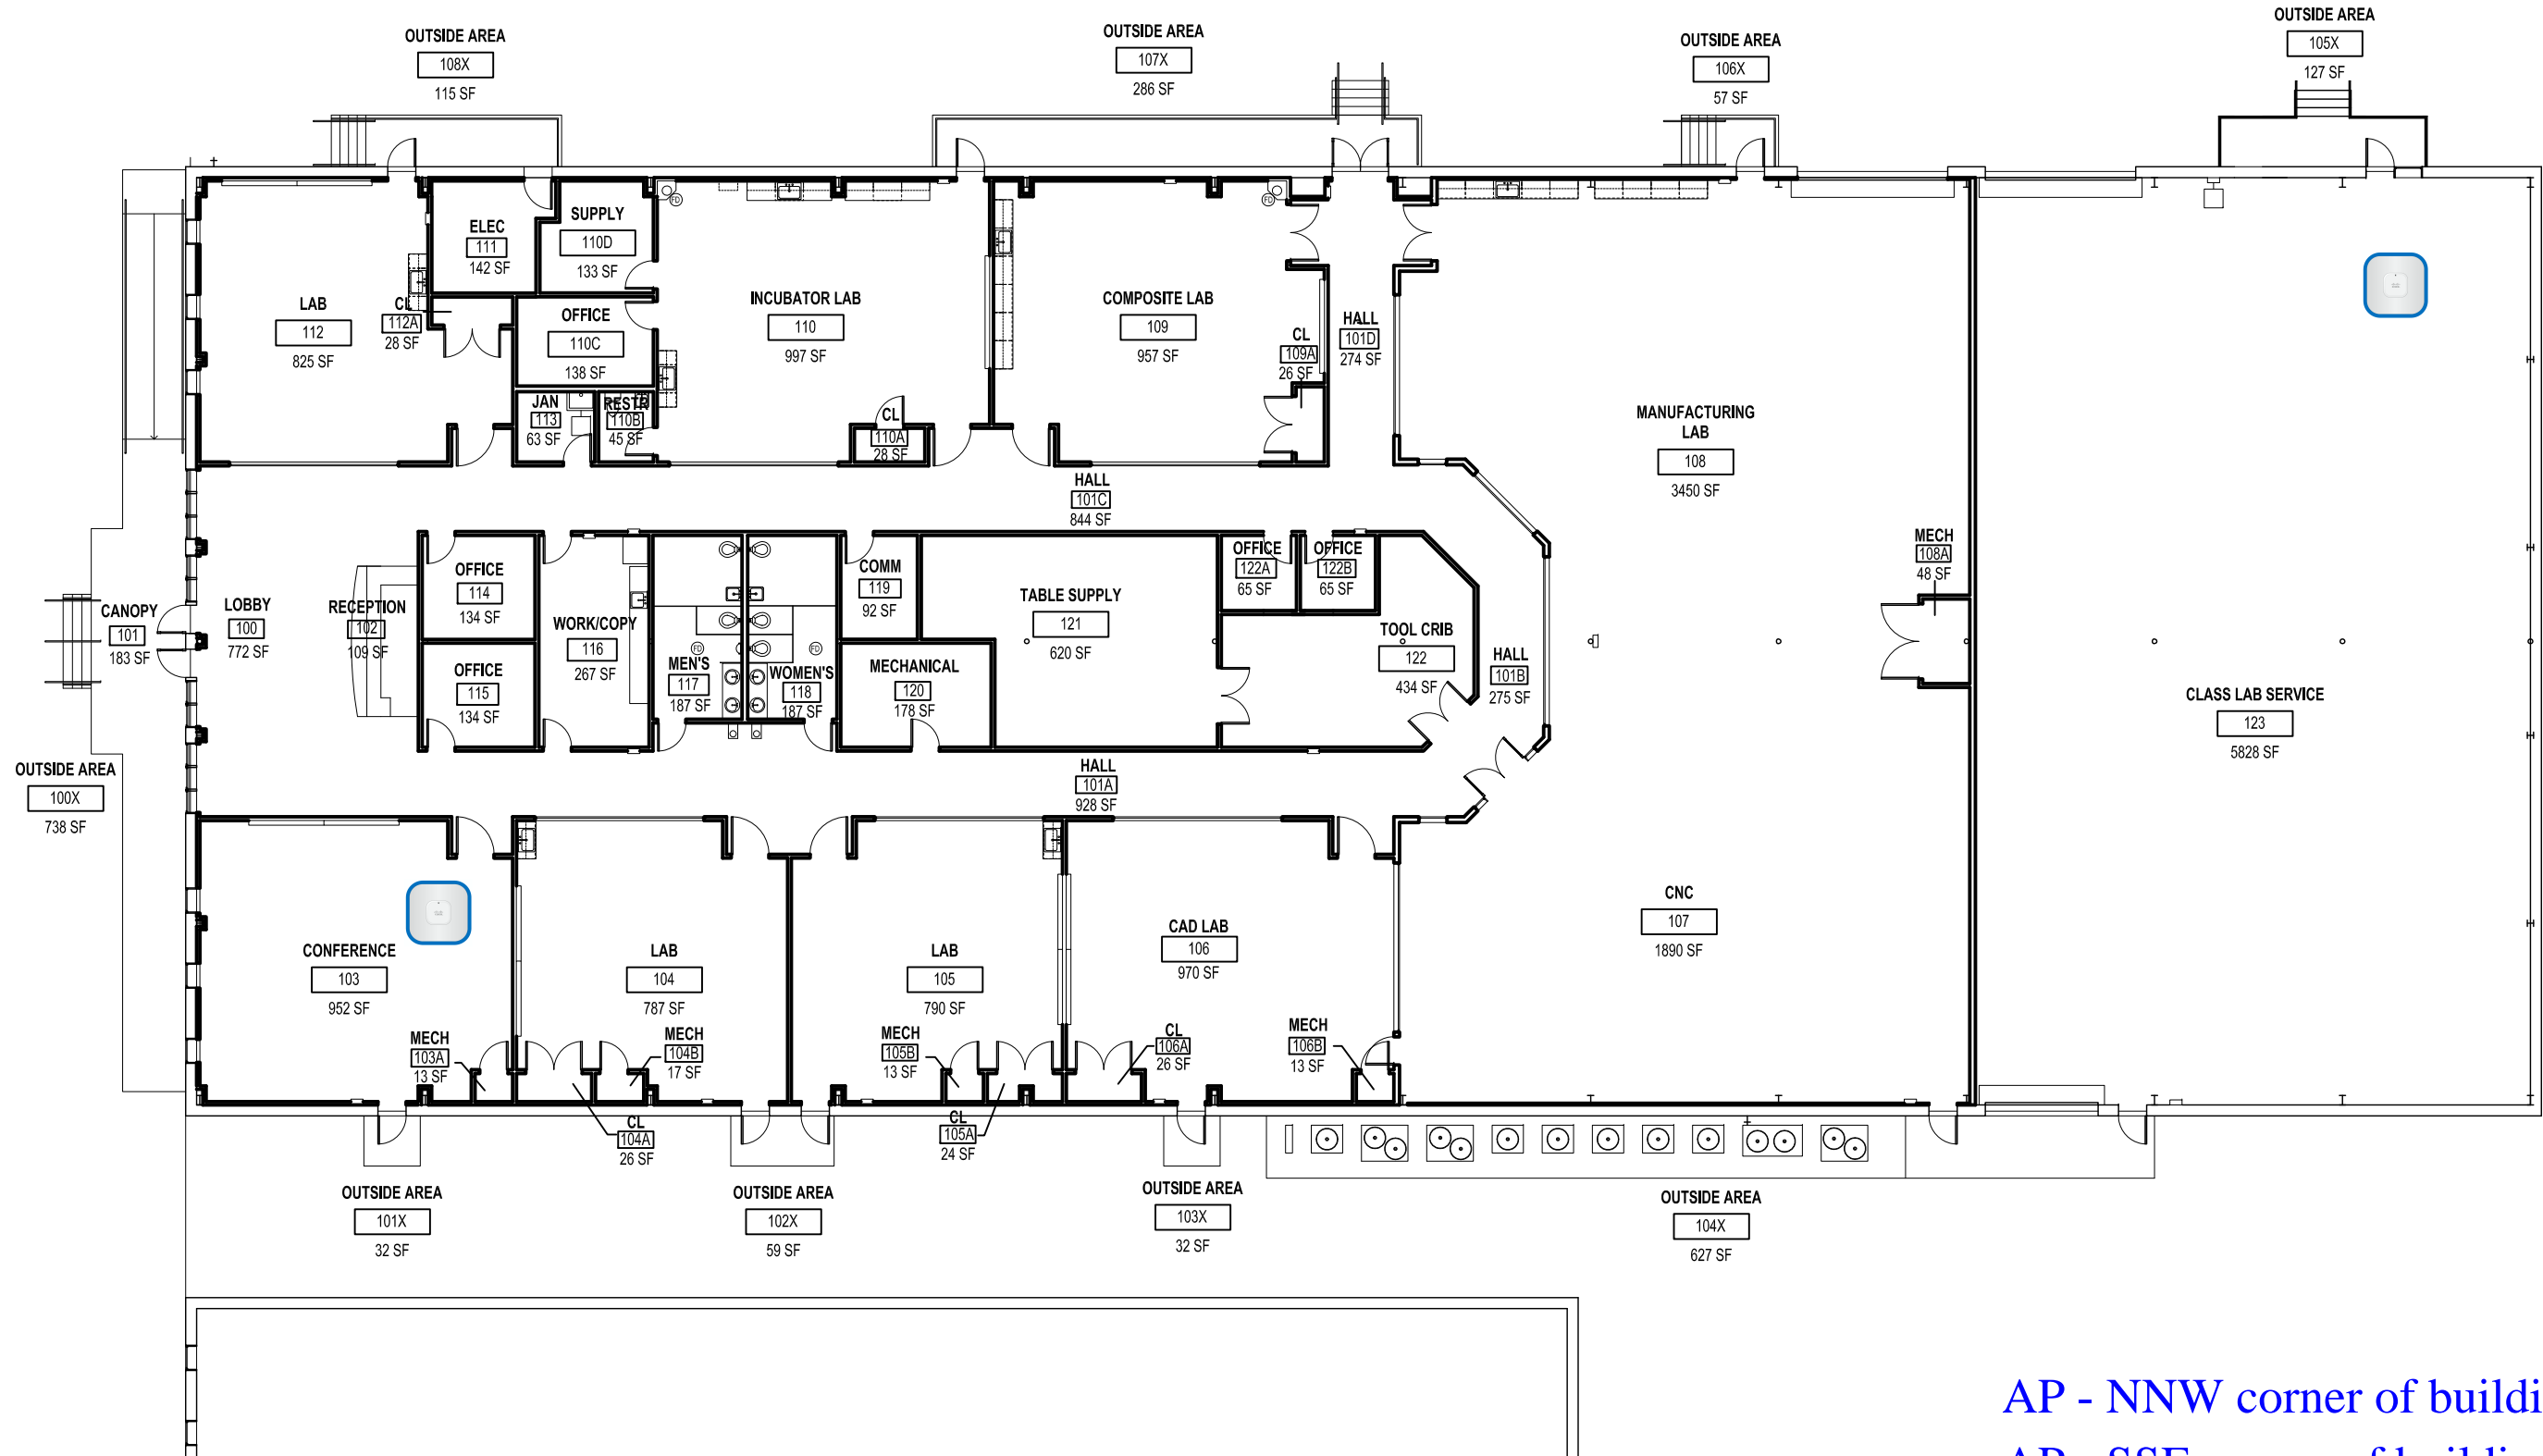 OUTSIDE AREA
108X
115 SF
OUTSIDE AREA
107X
286 SF
OUTSIDE AREA
106X
57 SF
OUTSIDE AREA
105X
127 SF
LAB
112
825 SF
CL
112A
28 SF
ELEC
111
142 SF
SUPPLY
110D
133 SF
OFFICE
110C
138 SF
JAN
113
63 SF
RESTR
110B
45 SF
INCUBATOR LAB
110
997 SF
CL
110A
28 SF
FD
COMPOSITE LAB
109
957 SF
FD
CL
109A
26 SF
HALL
101D
274 SF
MANUFACTURING
LAB
108
3450 SF
MECH
108A
48 SF
HALL
101C
844 SF
CANOPY
101
183 SF
LOBBY
100
772 SF
RECEPTION
102
109 SF
OFFICE
114
134 SF
OFFICE
115
134 SF
WORK/COPY
116
267 SF
MEN'S
117
187 SF
FD
WOMEN'S
118
187 SF
FD
COMM
119
92 SF
MECHANICAL
120
178 SF
TABLE SUPPLY
121
620 SF
OFFICE
122A
65 SF
OFFICE
122B
65 SF
TOOL CRIB
122
434 SF
HALL
101B
275 SF
CLASS LAB SERVICE
123
5828 SF
OUTSIDE AREA
100X
738 SF
HALL
101A
928 SF
CONFERENCE
103
952 SF
MECH
103A
13 SF
LAB
104
787 SF
MECH
104B
17 SF
CL
104A
26 SF
LAB
105
790 SF
MECH
105B
13 SF
CL
105A
24 SF
CAD LAB
106
970 SF
CL
106A
26 SF
MECH
106B
13 SF
CNC
107
1890 SF
OUTSIDE AREA
101X
32 SF
OUTSIDE AREA
102X
59 SF
OUTSIDE AREA
103X
32 SF
OUTSIDE AREA
104X
627 SF
AP - NNW corner of buildi